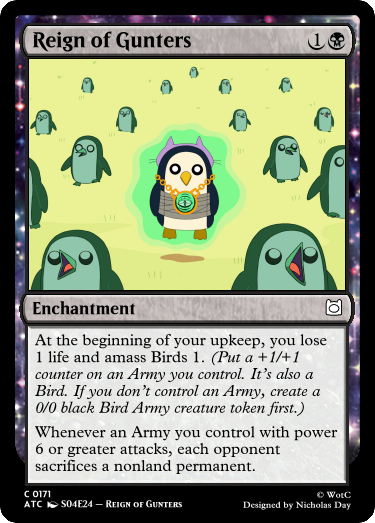 Reign of Gunters 1
Enchantment
At the beginning of your upkeep, you lose
1 life and amass Birds 1. (Put a +1/+1
counter on an Army you control. It's also a
Bird. If you don't control an Army, create a
0/0 black Bird Army creature token first.)
Whenever an Army you control with power
6 or greater attacks, each opponent
sacrifices a nonland permanent.
C 0171 © WotC
ATC S04E24 – Reign of Gunters Designed by Nicholas Day